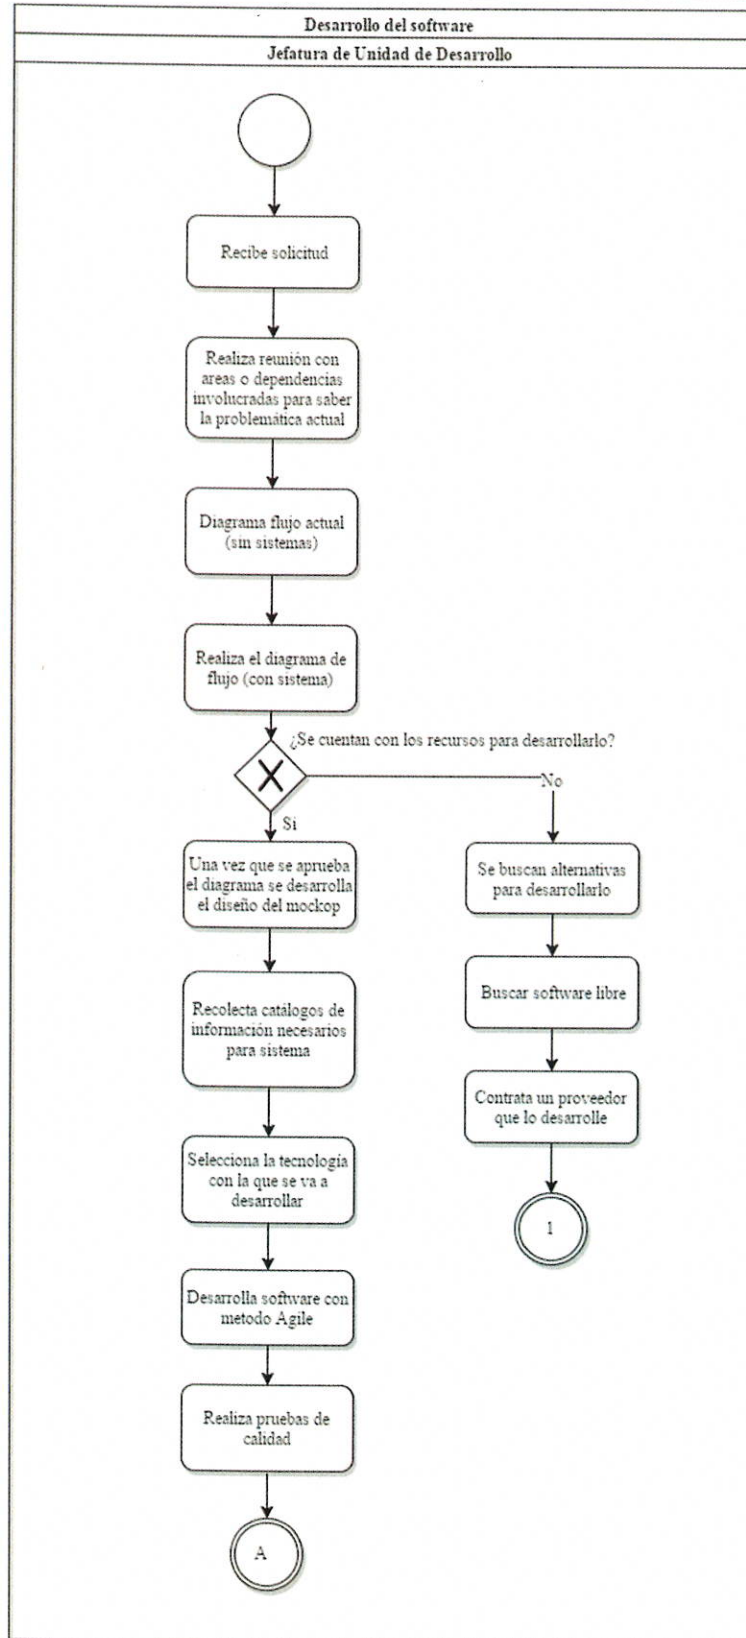 Desarrollo del software
Jefatura de Unidad de Desarrollo
Recibe solicitud
Realiza reunión con
areas o dependencias
involucradas para saber
la problemática actual
Diagrama flujo actual
(sin sistemas)
Realiza el diagrama de
flujo (con sistema)
¿Se cuentan con los recursos para desarrollarlo?
No
Si
Una vez que se aprueba
el diagrama se desarrolla
el diseño del mockop
Recolecta catálogos de
información necesarios
para sistema
Selecciona la tecnología
con la que se va a
desarrollar
Desarrolla software con
metodo Agile
Realiza pruebas de
calidad
A
Se buscan alternativas
para desarrollarlo
Buscar software libre
Contrata un proveedor
que lo desarrolle
1